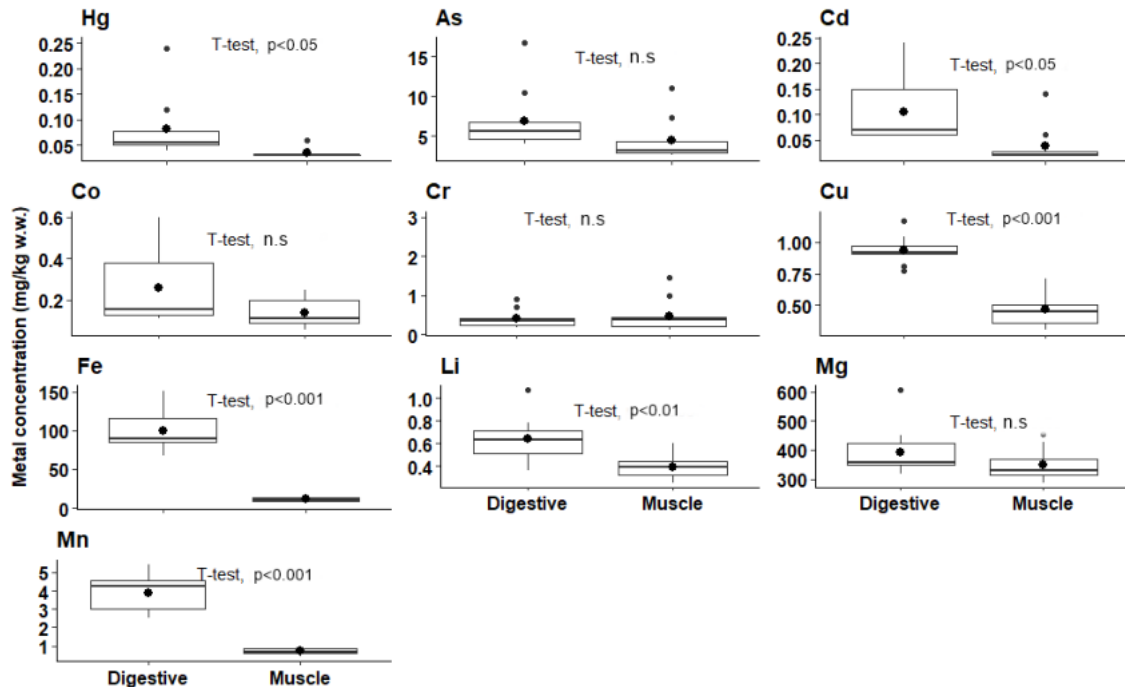 Hg
T-test, p<0.05
0.25
0.20
0.15
0.10
0.05
As
T-test, n.s
15
10
5
Cd
T-test, p<0.05
0.25
0.20
0.15
0.10
0.05
Metal concentration (mg/kg w.w.)
Co
T-test, n.s
0.6
0.4
0.2
Cr
T-test, n.s
3
2
1
0
Cu
T-test, p<0.001
1.00
0.75
0.50
Fe
T-test, p<0.001
150
100
50
0
Li
T-test, p<0.01
1.0
0.8
0.6
0.4
Digestive Muscle
Mg
T-test, n.s
600
500
400
300
Digestive Muscle
Mn
T-test, p<0.001
5
4
3
2
1
Digestive Muscle